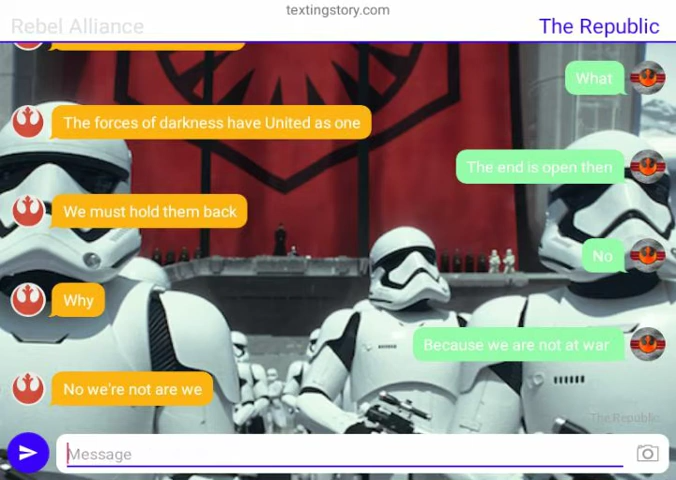 textingstory.com
Rebel Alliance
The Republic
What
The forces of darkness have United as one
The end is open then
We must hold them back
No
Why
Because we are not at war
No we're not are we
The Republic
Message